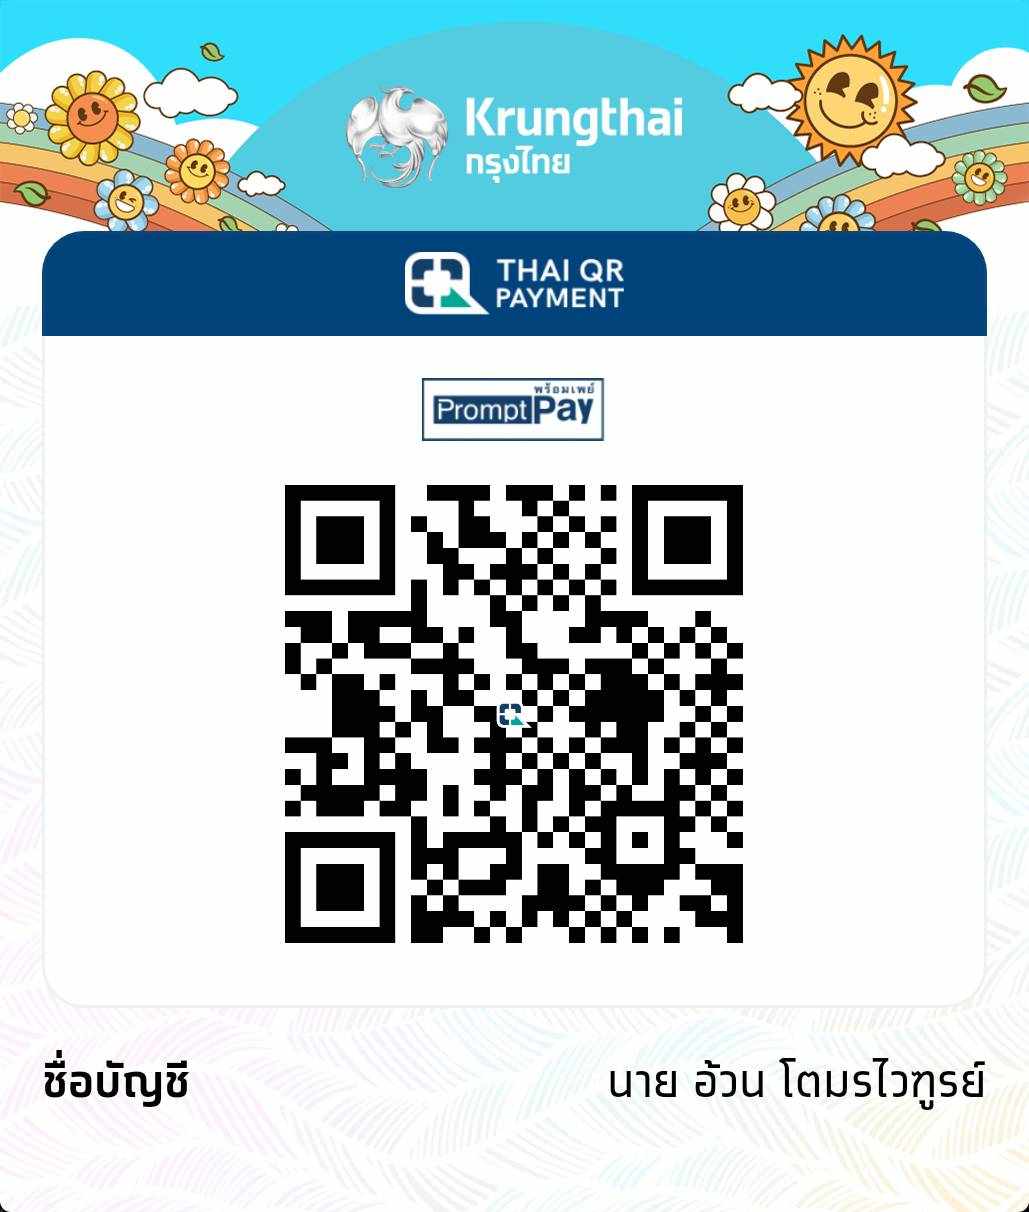 Krungthai
กรุงไทย
THAI QR
PAYMENT
พร้อมเพย์
PromptPay
ชื่อบัญชี
นาย อ้วน โตมรไวฑูรย์